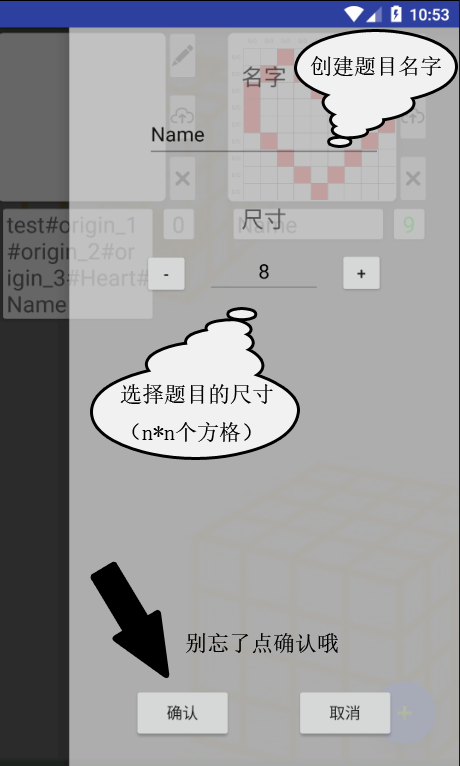 10:53
创建题目名字
名字
Name
test#origin_1
#origin_2#or
igin_3#Heart#
Name
0
Name
9
尺寸
-
8
+
选择题目的尺寸
（n*n个方格）
别忘了点确认哦
确认
取消
+